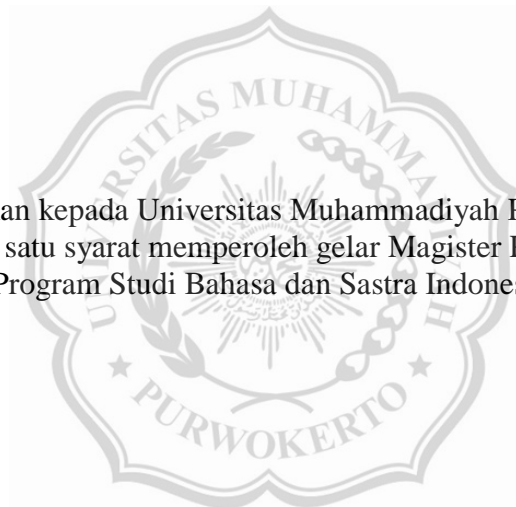 UNIVERSITAS MUHAMMADIYAH
an kepada Universitas Muhammadiyah
satu syarat memperoleh gelar Magister
Program Studi Bahasa dan Sastra Indones
PURWOKERTO